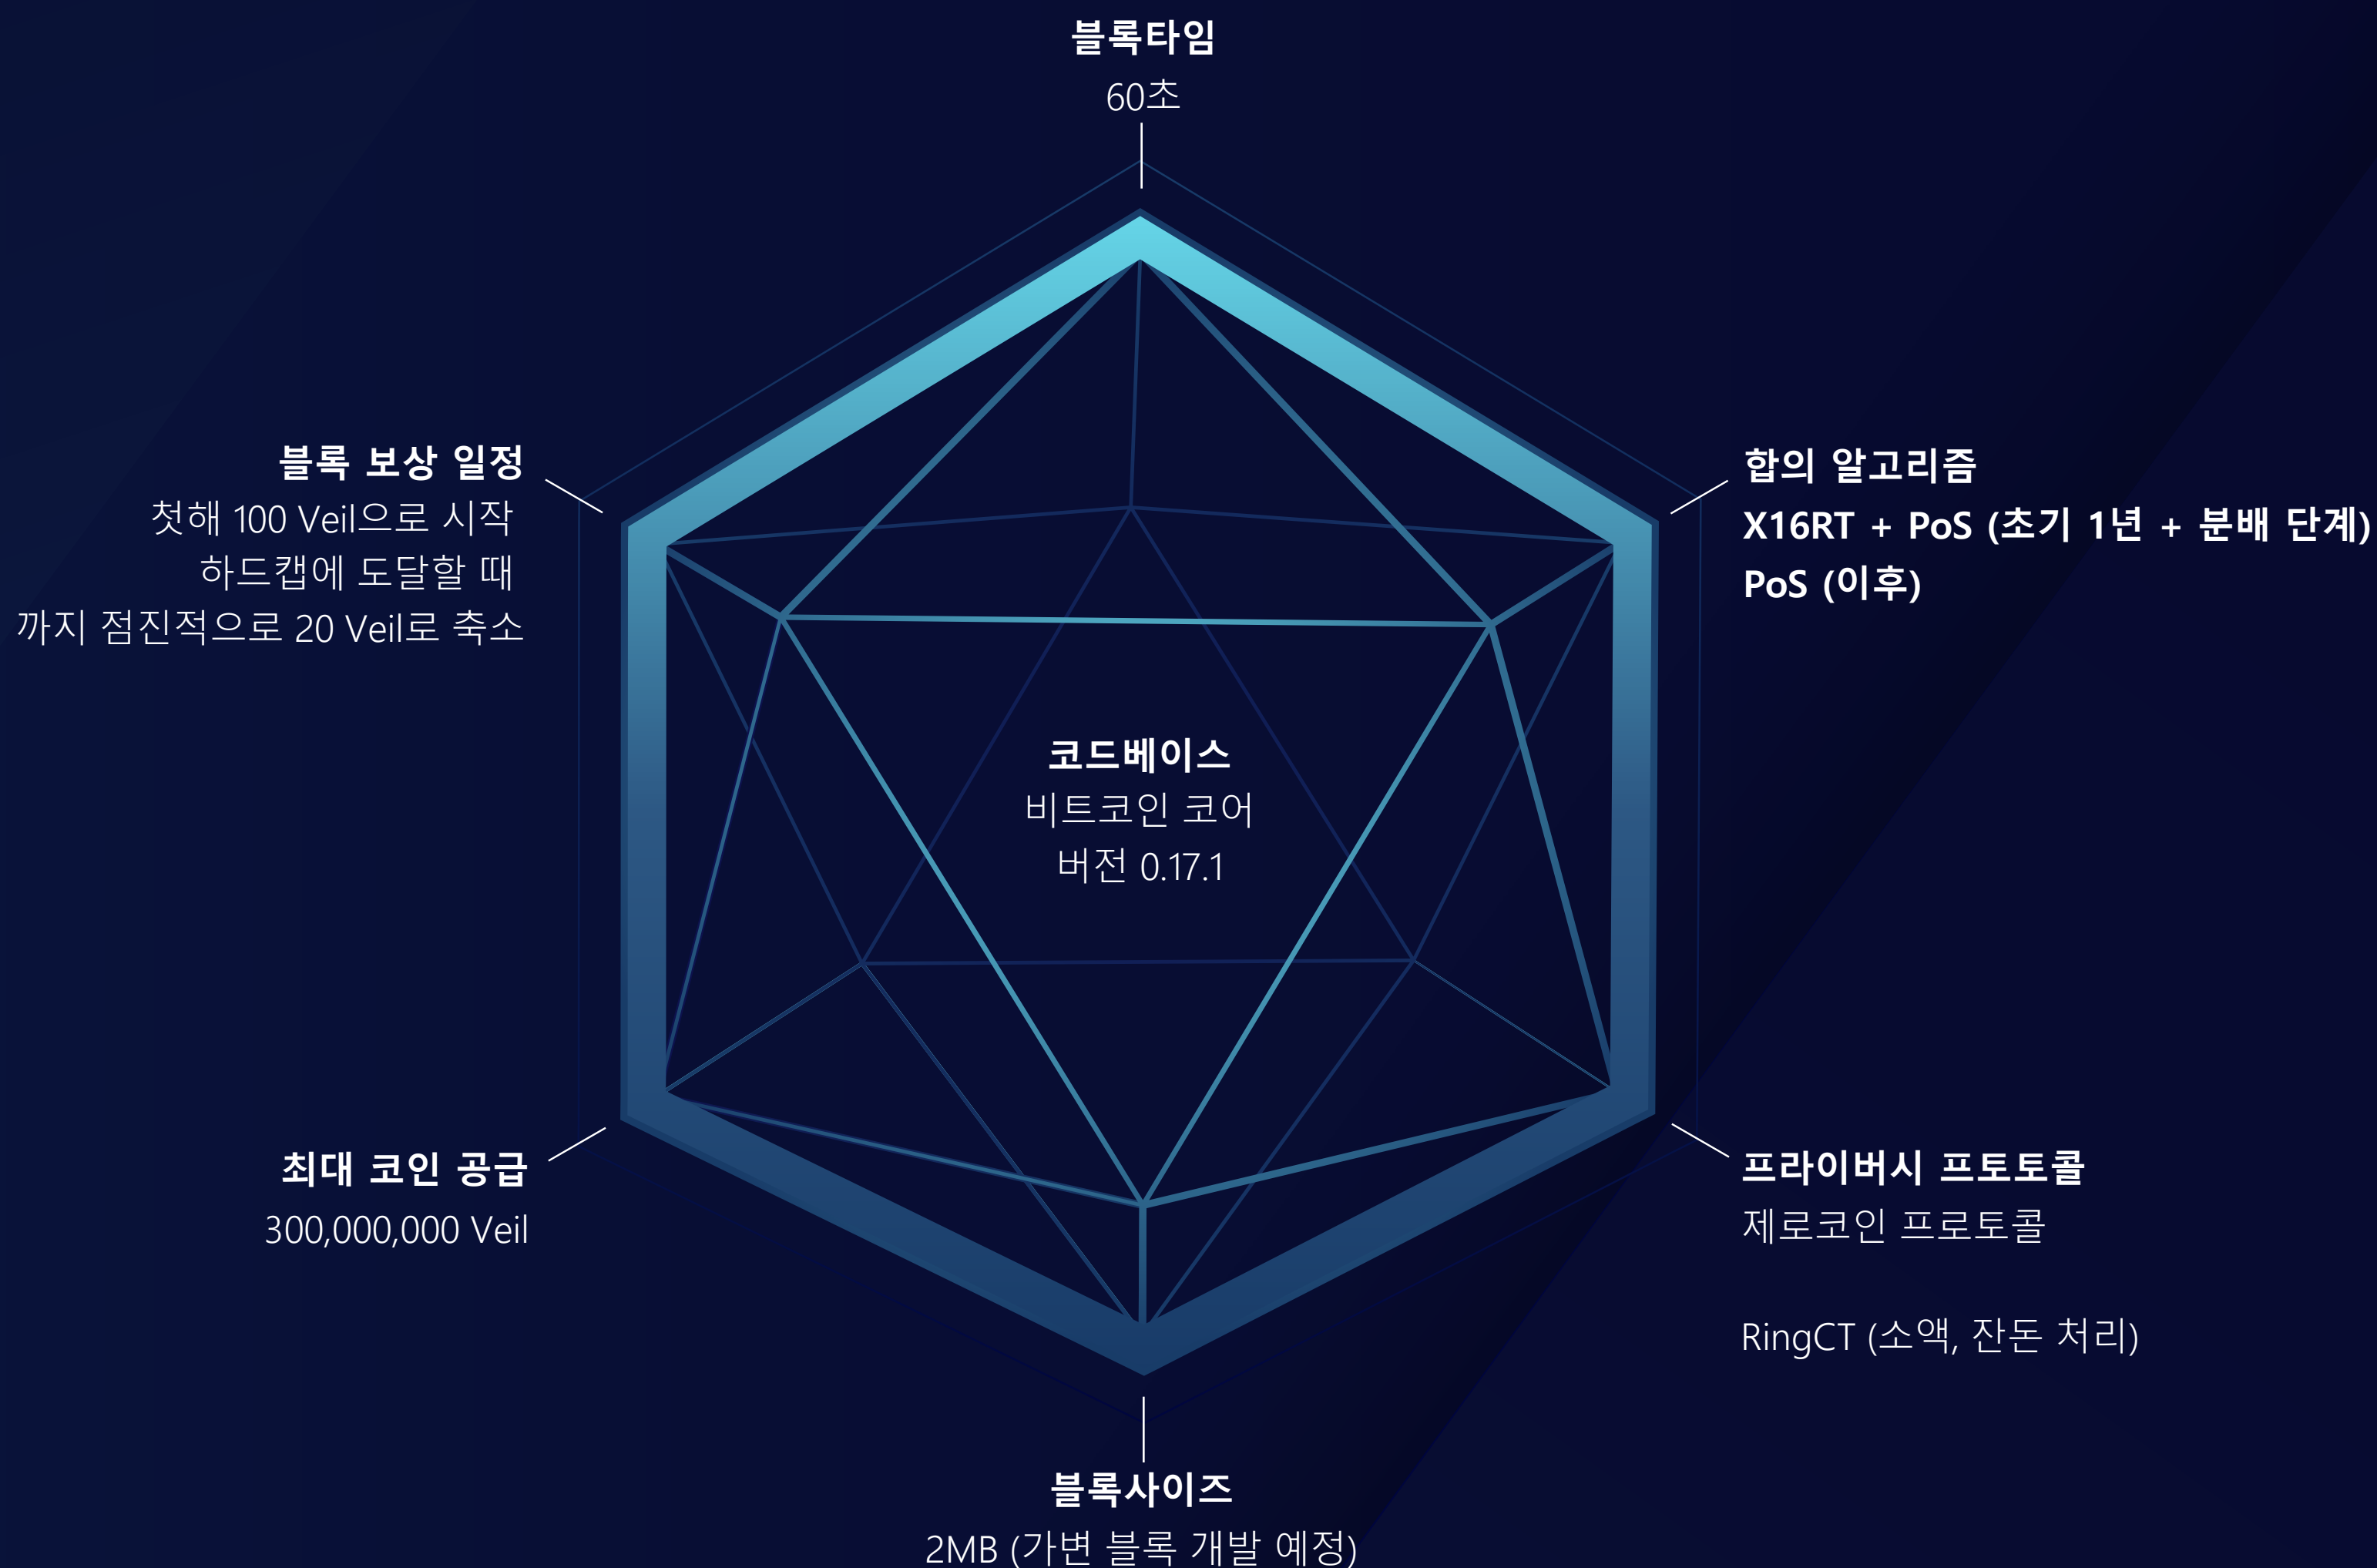 블록타임
60초
블록 보상 일정
첫해 100 Veil으로 시작
하드캡에 도달할 때
까지 점진적으로 20 Veil로 축소
합의 알고리즘
X16RT + PoS (초기 1년 + 분배 단계)
PoS (이후)
코드베이스
비트코인 코어
버전 0.17.1
최대 코인 공급
300,000,000 Veil
프라이버시 프토토콜
제로코인 프로토콜
RingCT (소액, 잔돈 처리)
블록사이즈
2MB (가변 블록 개발 예정)